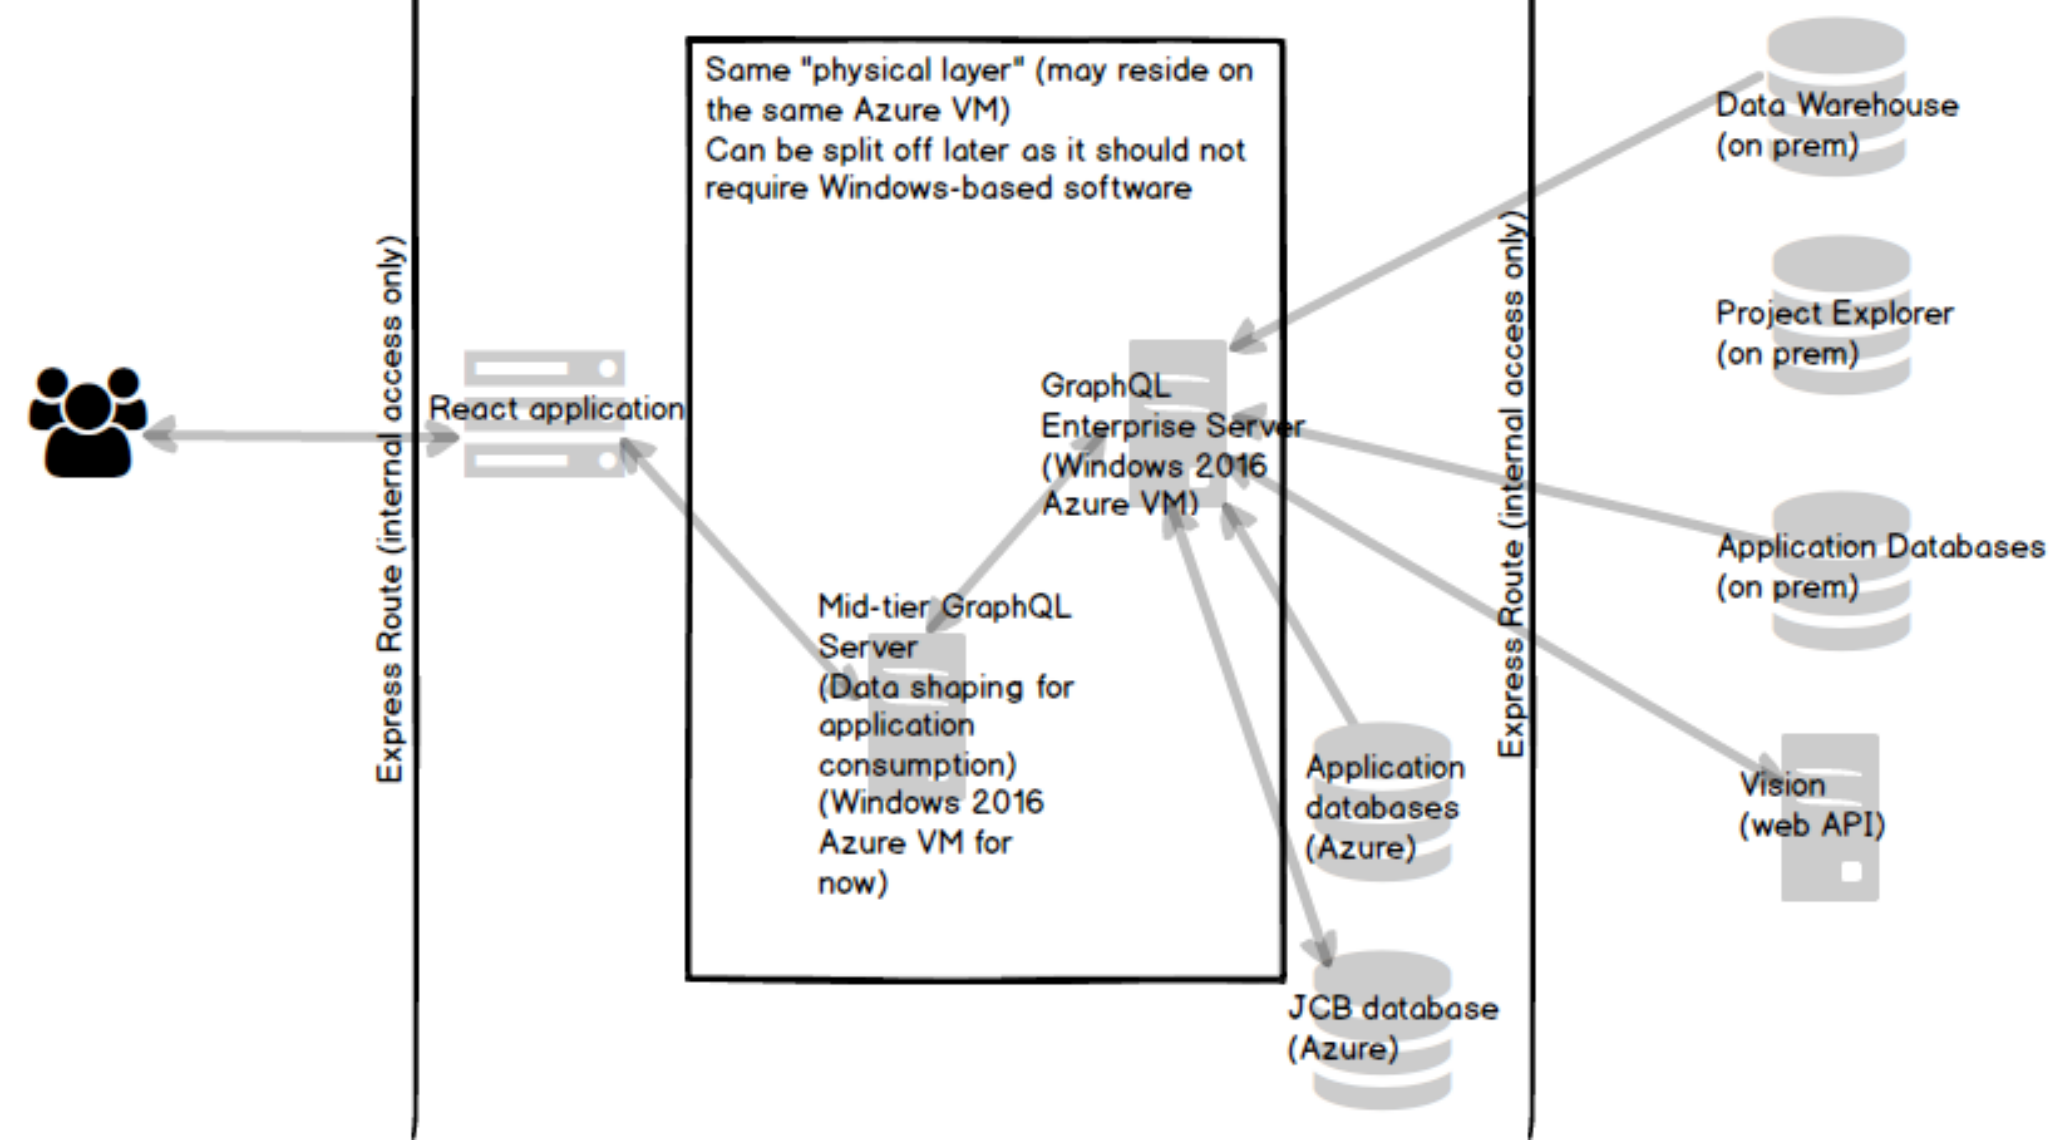 Same "physical layer" (may reside on
the same Azure VM)
Can be split off later as it should not
require Windows-based software
Express Route (internal access only)
React application
GraphQL
Enterprise Server
(Windows 2016
Azure VM)
Mid-tier GraphQL
Server
(Data shaping for
application
consumption)
(Windows 2016
Azure VM for
now)
Application
databases
(Azure)
JCB database
(Azure)
Express Route (internal access only)
Data Warehouse
(on prem)
Project Explorer
(on prem)
Application Databases
(on prem)
Vision
(web API)